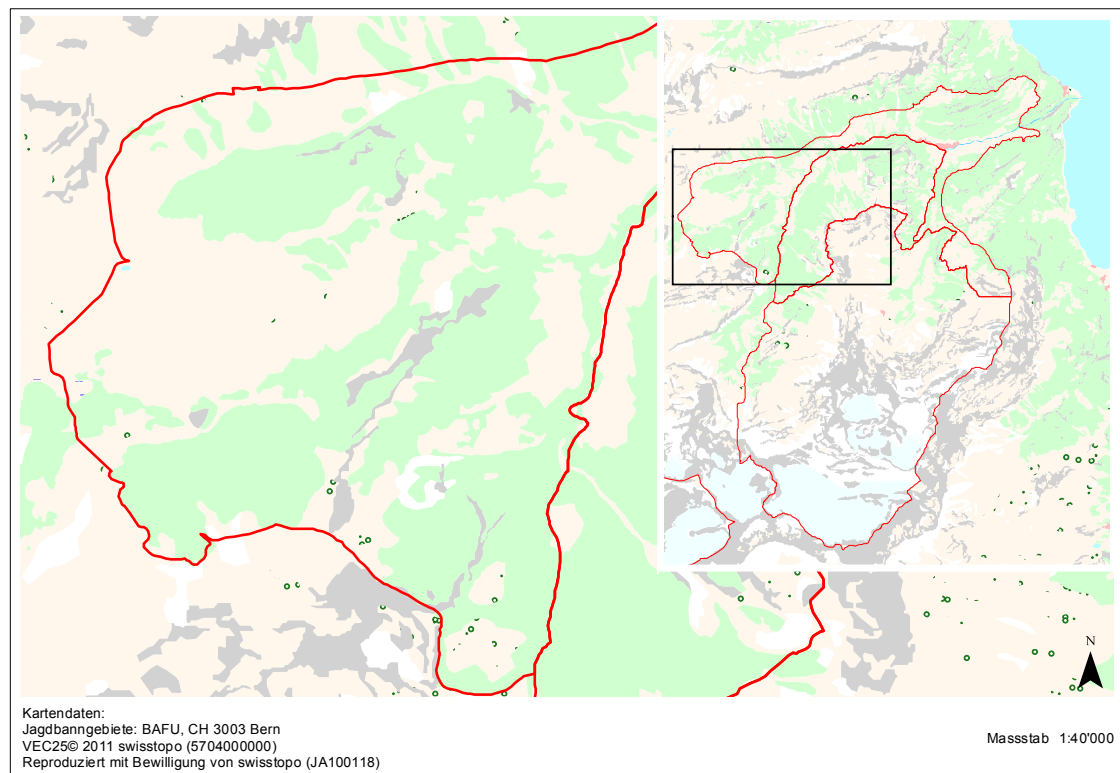 N
Kartendaten:
Jagdbanngebiete: BAFU, CH 3003 Bern
VEC25© 2011 swisstopo (5704000000)
Reproduziert mit Bewilligung von swisstopo (JA100118)
Massstab 1:40'000